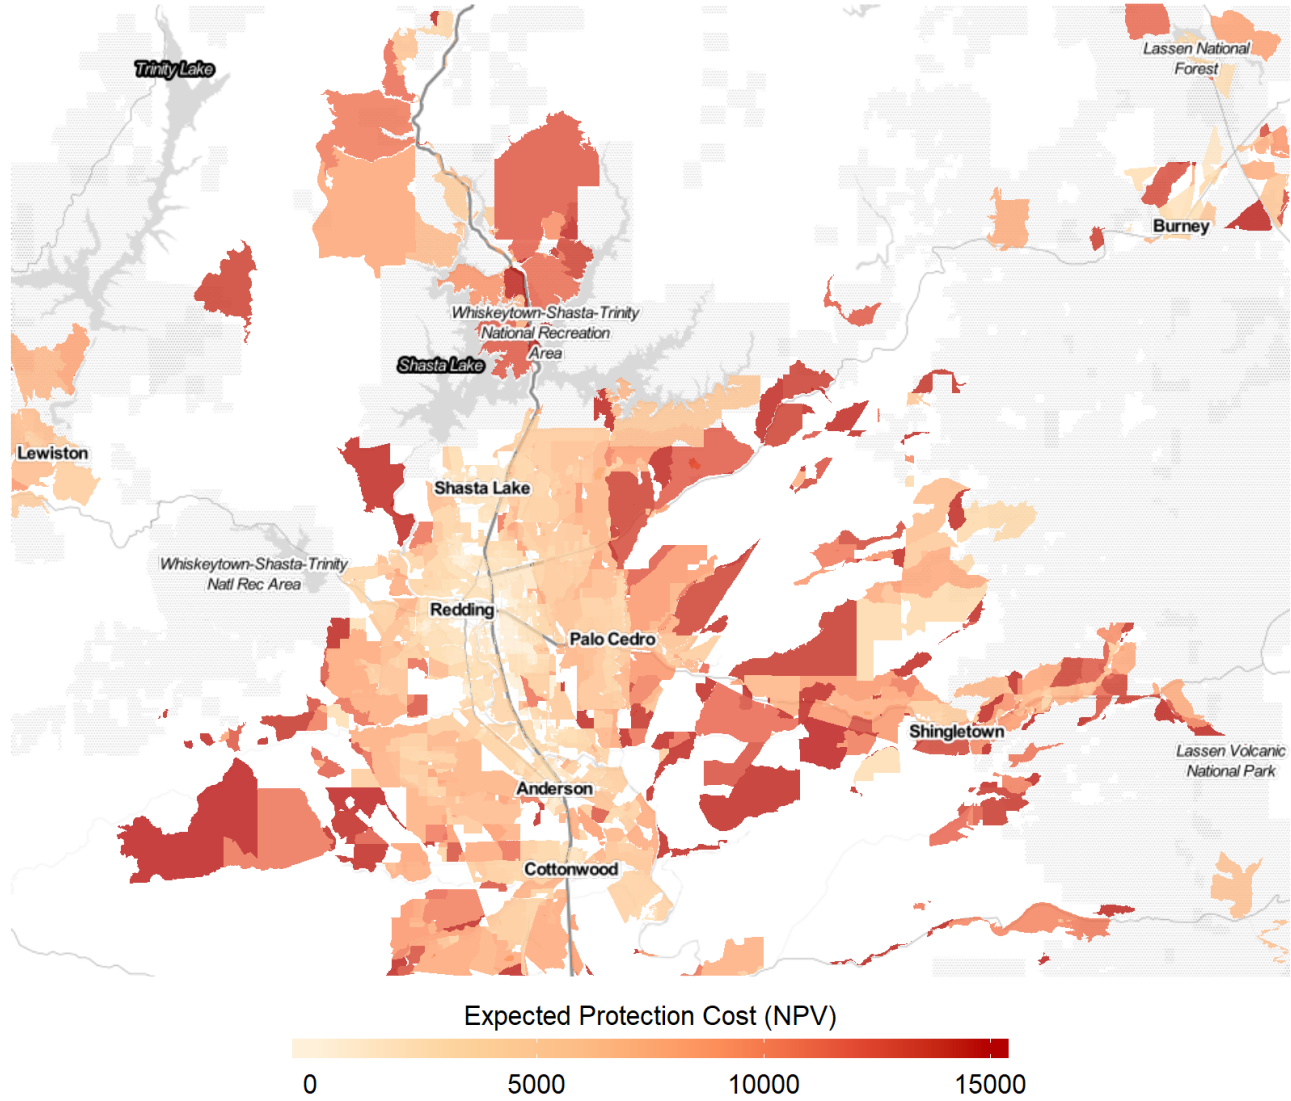 Trinity Lake
Lassen National
Forest
Burney
Whiskeytown-Shasta-Trinity
National Recreation
Area
Shasta Lake
Lewiston
Shasta Lake
Whiskeytown-Shasta-Trinity
Natl Rec Area
Redding
Palo Cedro
Shingletown
Lassen Volcanic
National Park
Anderson
Cottonwood
Expected Protection Cost (NPV)
0 5000 10000 15000